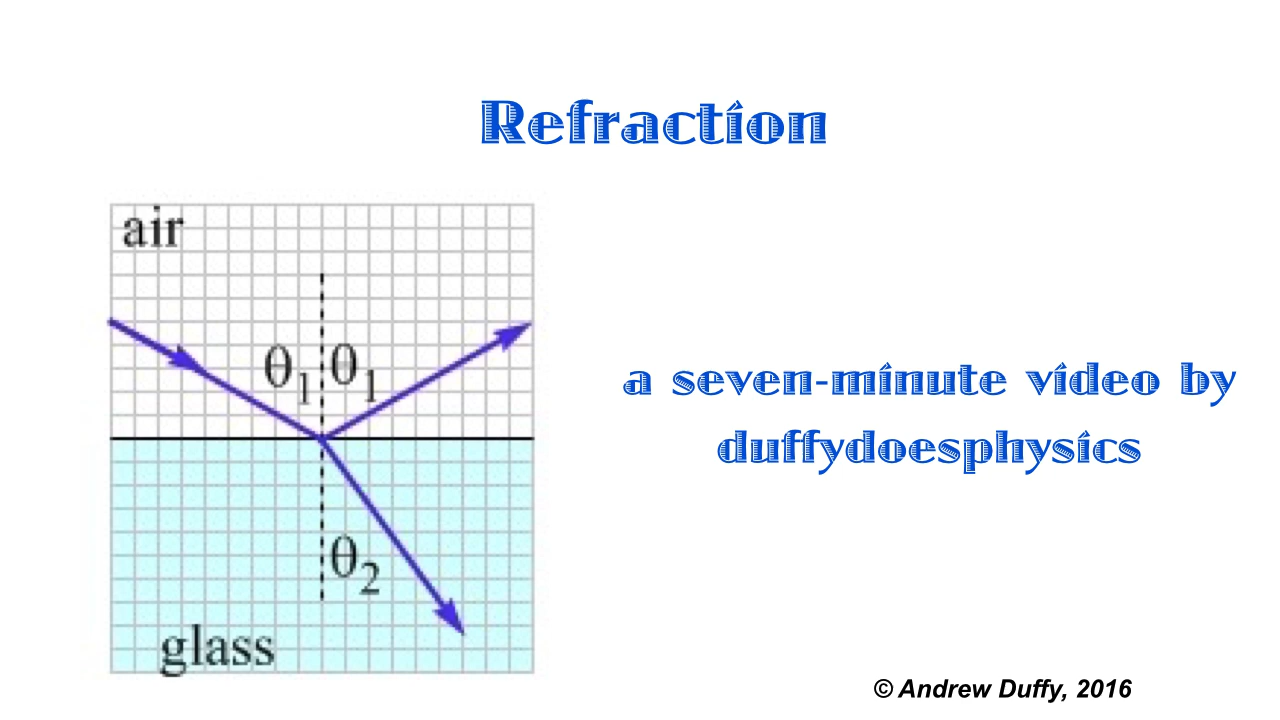 Refraction
air
θ1 θ1
a seven-minute video by
duffydoesphysics
θ2
glass
© Andrew Duffy, 2016